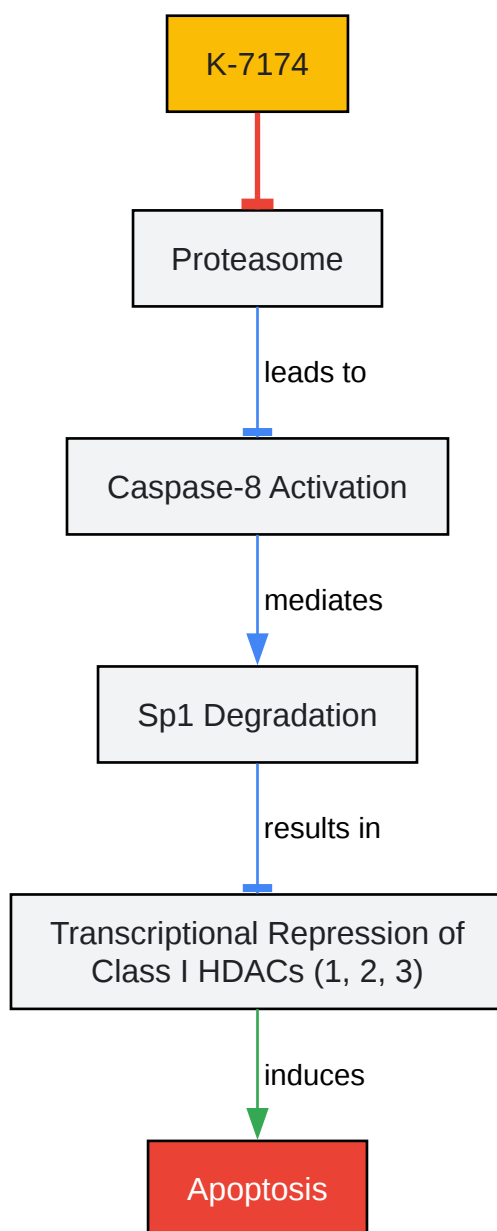 K-7174
Proteasome
leads to
Caspase-8 Activation
mediates
Sp1 Degradation
results in
Transcriptional Repression of
Class I HDACs (1, 2, 3)
induces
Apoptosis